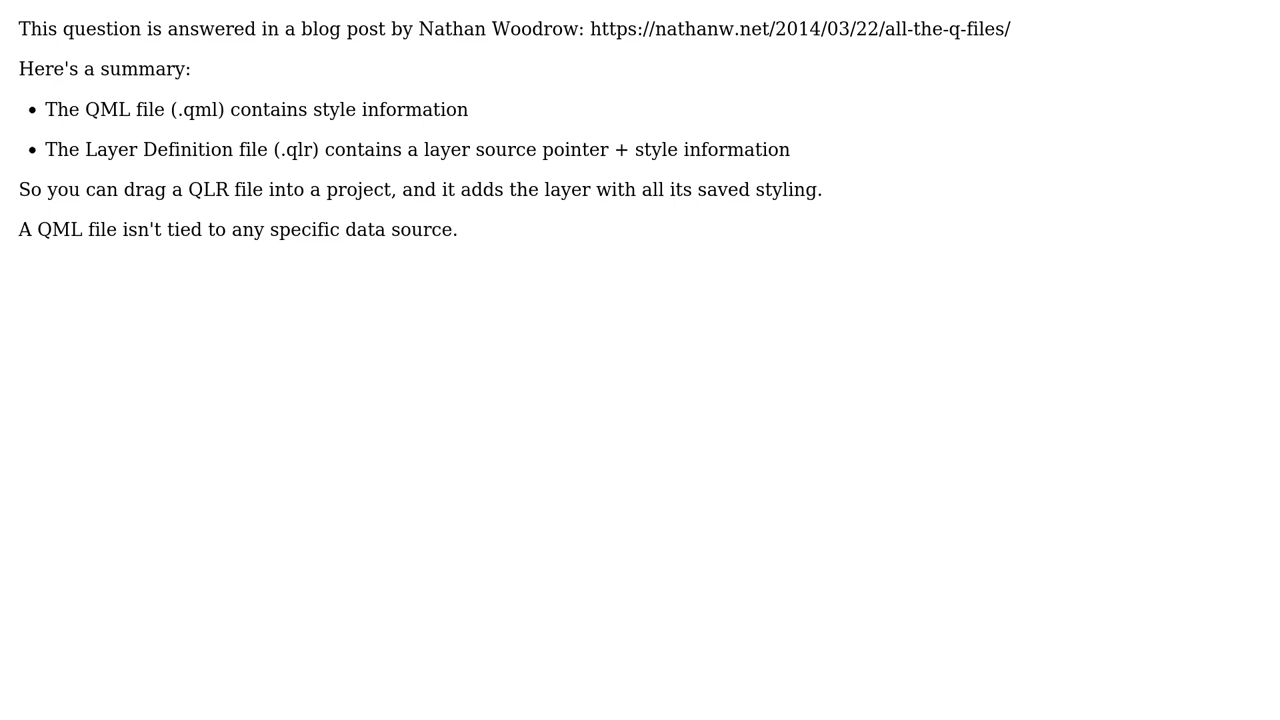 This question is answered in a blog post by Nathan Woodrow: https://nathanw.net/2014/03/22/all-the-q-files/
Here's a summary:
• The QML file (.qml) contains style information
• The Layer Definition file (.qlr) contains a layer source pointer + style information
So you can drag a QLR file into a project, and it adds the layer with all its saved styling.
A QML file isn't tied to any specific data source.